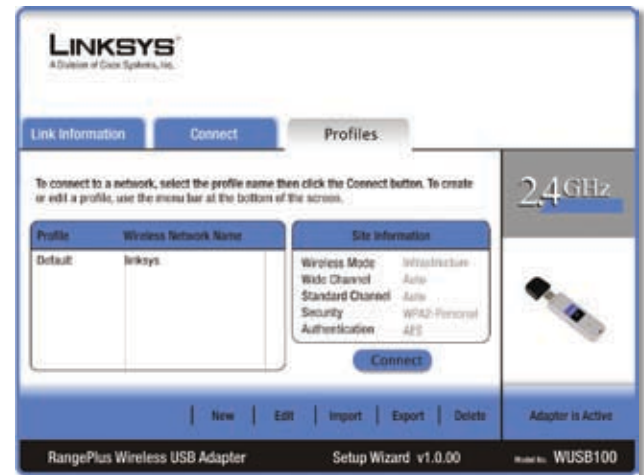 LINKSYS®
A Division of Cisco Systems, Inc.
Link Information Connect Profiles
To connect to a network, select the profile name then click the Connect button. To create
or edit a profile, use the menu bar at the bottom of the screen.
2,4GHz
Profile Wireless Network Name
Default linksys
Site Information
Wireless Mode Infrastructure
Wide Channel Auto
Standard Channel Auto
Security WPA2-Personal
Authentication AES
Connect
New Edit Import Export Delete
Adapter is Active
RangePlus Wireless USB Adapter Setup Wizard v1.0.00 Model No. WUSB100